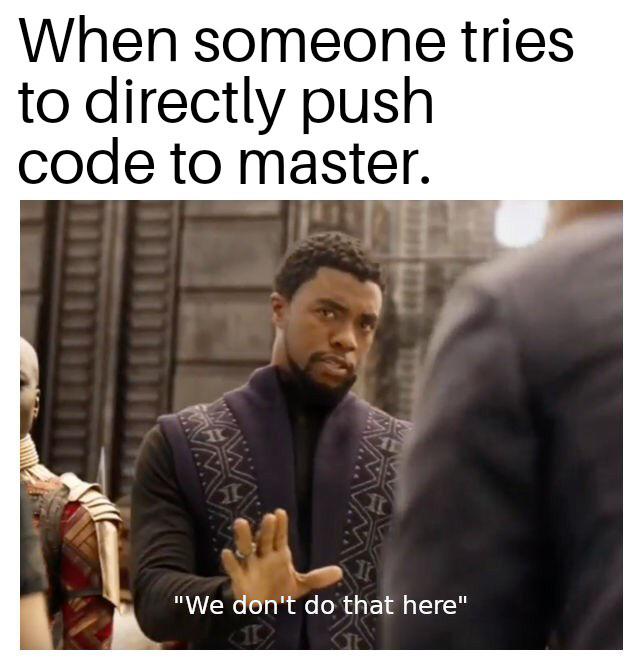 When someone tries
to directly push
code to master.
"We don't do that here"